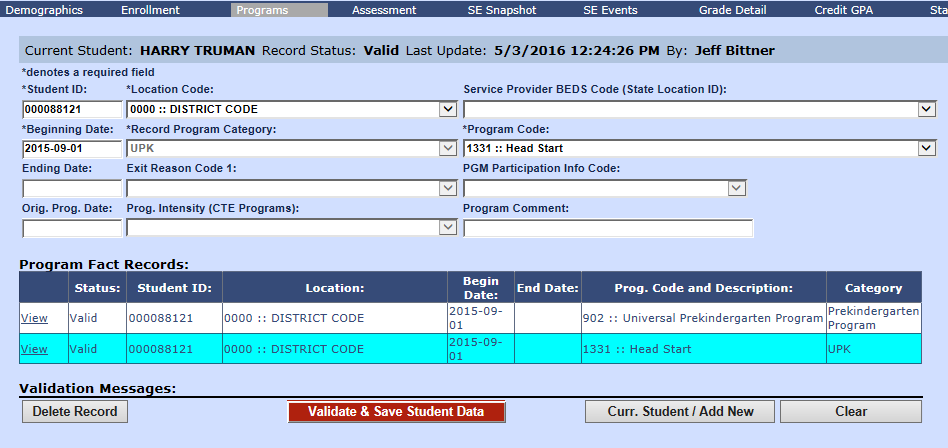 Demographics Enrollment Programs Assessment SE Snapshot SE Events Grade Detail Credit GPA Sta
Current Student: HARRY TRUMAN Record Status: Valid Last Update: 5/3/2016 12:24:26 PM By: Jeff Bittner
*denotes a required field
*Student ID: *Location Code: Service Provider BEDS Code (State Location ID):
000088121 0000 :: DISTRICT CODE
*Beginning Date: *Record Program Category: *Program Code:
2015-09-01 UPK 1331 :: Head Start
Ending Date: Exit Reason Code 1: PGM Participation Info Code:
Orig. Prog. Date: Prog. Intensity (CTE Programs): Program Comment:
Program Fact Records:
Status: Student ID: Location: Begin Date: End Date: Prog. Code and Description: Category
View Valid 000088121 0000 :: DISTRICT CODE 2015-09-01 902 :: Universal Prekindergarten Program Prekindergarten Program
View Valid 000088121 0000 :: DISTRICT CODE 2015-09-01 1331 :: Head Start UPK
Validation Messages:
Delete Record Validate & Save Student Data Curr. Student / Add New Clear